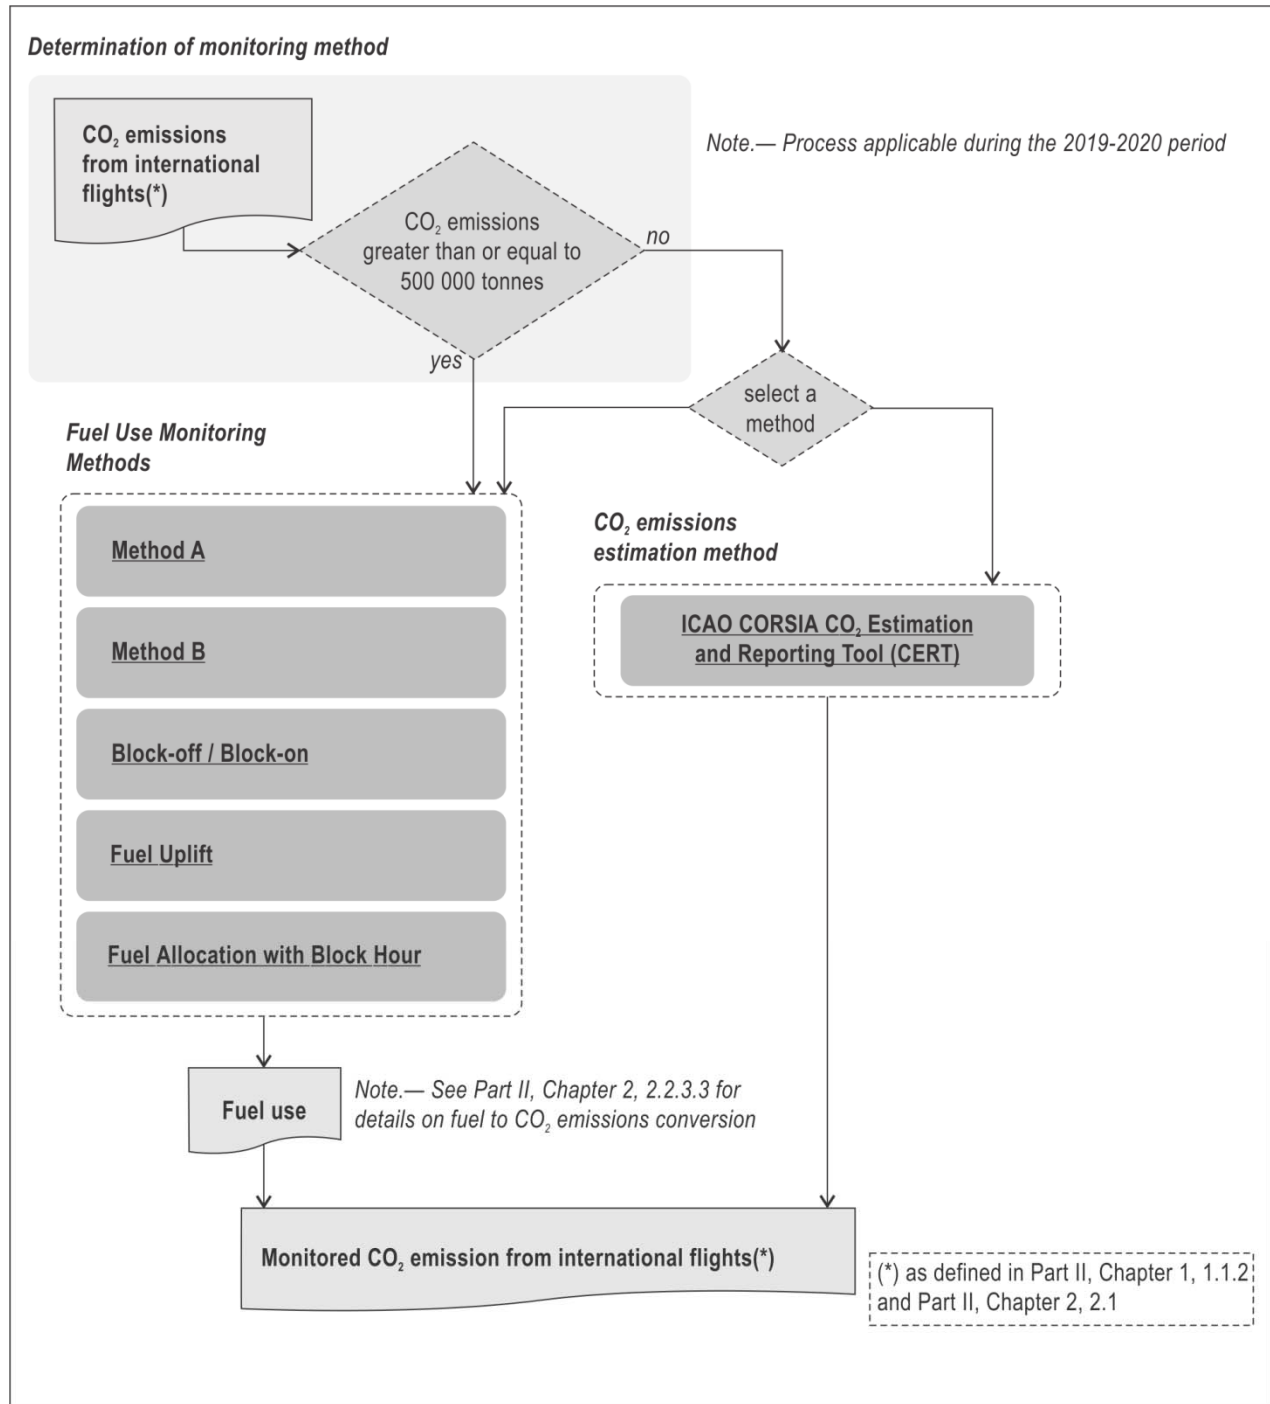 Determination of monitoring method
CO₂ emissions
from international
flights(*)
Note.— Process applicable during the 2019-2020 period
CO₂ emissions
greater than or equal to
500 000 tonnes
no
yes
select a
method
Fuel Use Monitoring
Methods
Method A
Method B
Block-off / Block-on
Fuel Uplift
Fuel Allocation with Block Hour
CO₂ emissions
estimation method
ICAO CORSIA CO₂ Estimation
and Reporting Tool (CERT)
Fuel use
Note.— See Part II, Chapter 2, 2.2.3.3 for
details on fuel to CO₂ emissions conversion
Monitored CO₂ emission from international flights(*)
(*) as defined in Part II, Chapter 1, 1.1.2
and Part II, Chapter 2, 2.1